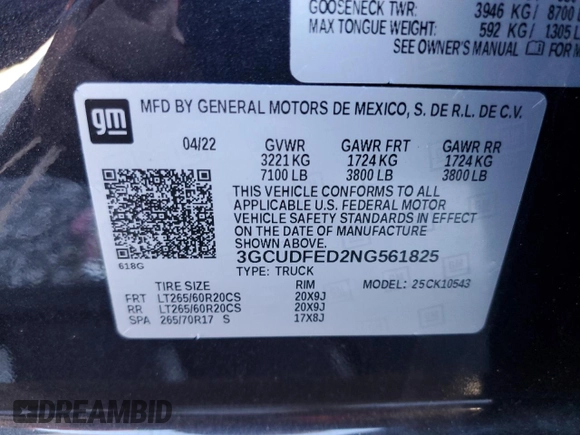 GOOSENECK TWR: 3946 KG / 8700
MAX TONGUE WEIGHT: 592 KG / 1305 L
SEE OWNER'S MANUAL FOR M
gm
MFD BY GENERAL MOTORS DE MEXICO, S. DE R.L. DE C.V.
04/22 GVWR GAWR FRT GAWR RR
3221 KG 1724 KG 1724 KG
7100 LB 3800 LB 3800 LB
THIS VEHICLE CONFORMS TO ALL
APPLICABLE U.S. FEDERAL MOTOR
VEHICLE SAFETY STANDARDS IN EFFECT
ON THE DATE OF MANUFACTURE
SHOWN ABOVE.
3GCUDFED2NG561825
618G
TYPE: TRUCK
TIRE SIZE RIM MODEL: 25CK10543
FRT LT265/60R20CS 20X9J
RR LT265/60R20CS 20X9J
SPA 265/70R17 S 17X8J
DREAMBID